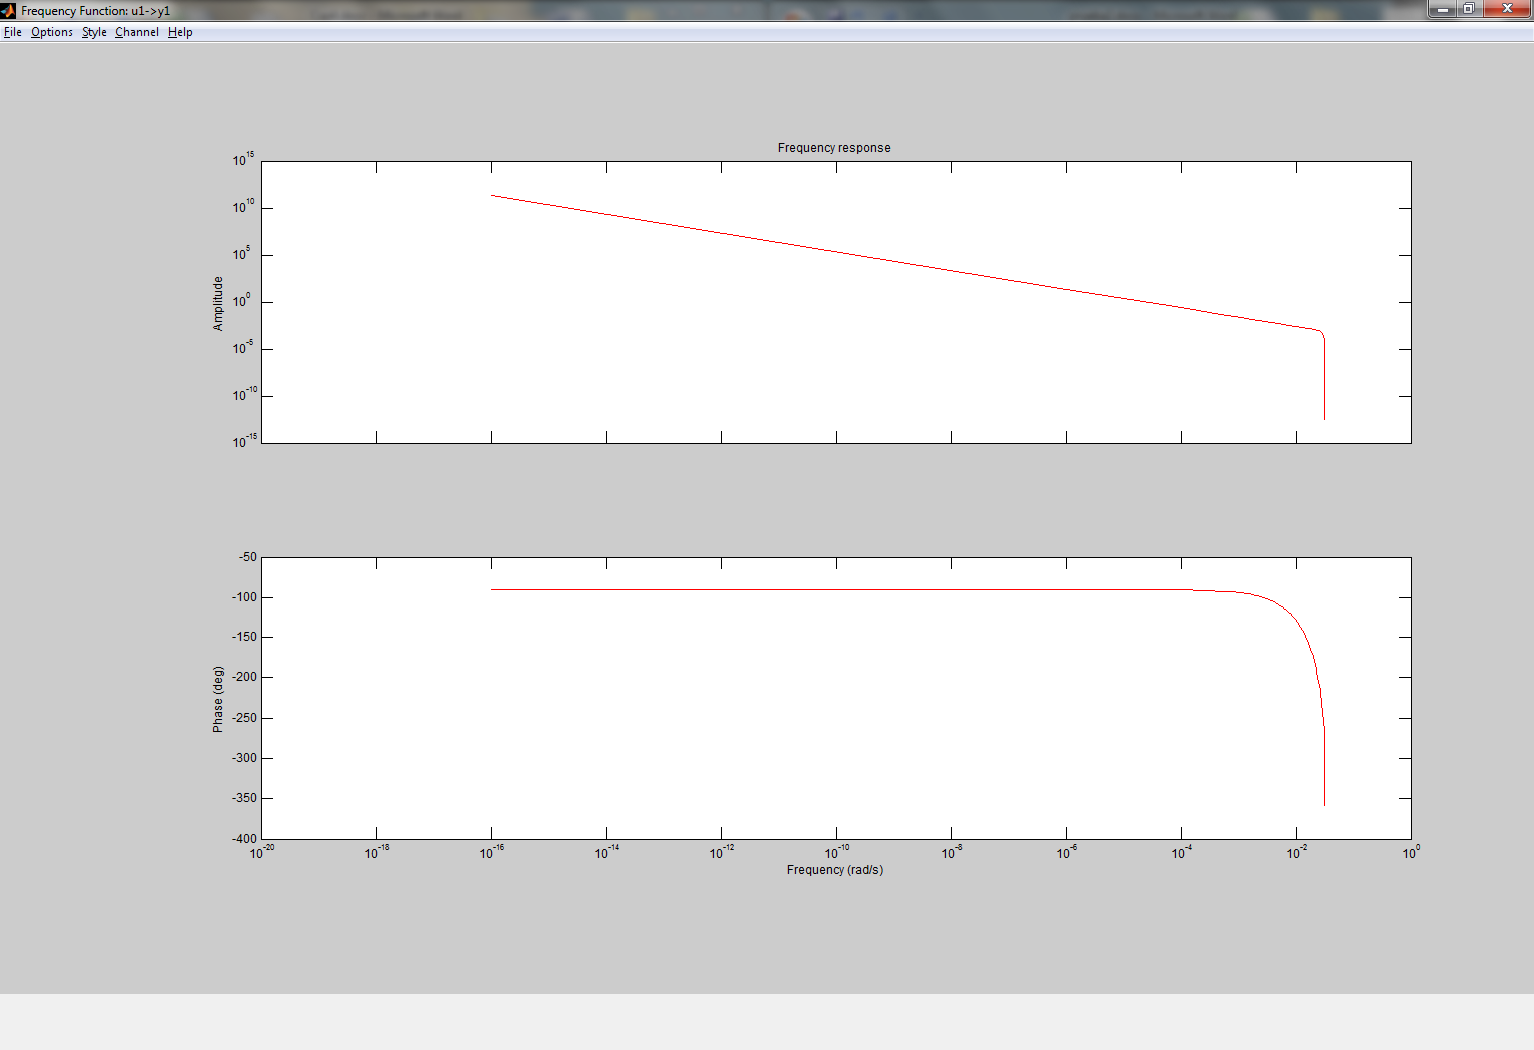 Frequency Function: u1->y1
File Options Style Channel Help
Frequency response
10^15
10^10
10^5
10^0
10^-5
10^-10
10^-15
Amplitude
-50
-100
-150
-200
-250
-300
-350
-400
Phase (deg)
10^-20 10^-18 10^-16 10^-14 10^-12 10^-10 10^-8 10^-6 10^-4 10^-2 10^0
Frequency (rad/s)